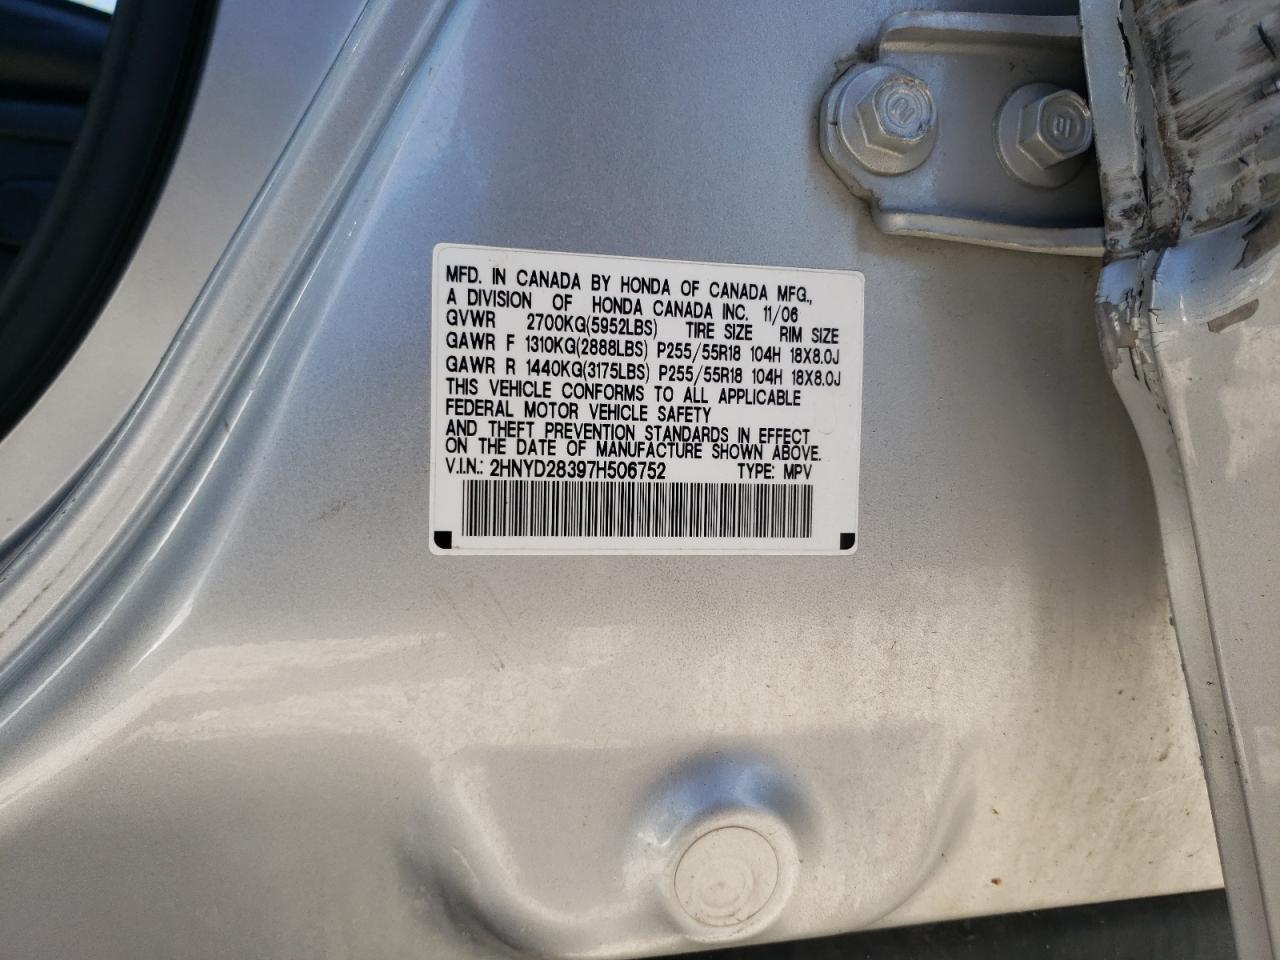 MFD. IN CANADA BY HONDA OF CANADA MFG.,
A DIVISION OF HONDA CANADA INC. 11/06
GVWR 2700KG(5952LBS) TIRE SIZE RIM SIZE
GAWR F 1310KG(2888LBS) P255/55R18 104H 18X8.0J
GAWR R 1440KG(3175LBS) P255/55R18 104H 18X8.0J
THIS VEHICLE CONFORMS TO ALL APPLICABLE
FEDERAL MOTOR VEHICLE SAFETY
AND THEFT PREVENTION STANDARDS IN EFFECT
ON THE DATE OF MANUFACTURE SHOWN ABOVE.
V.I.N.: 2HNYD28397H506752 TYPE: MPV